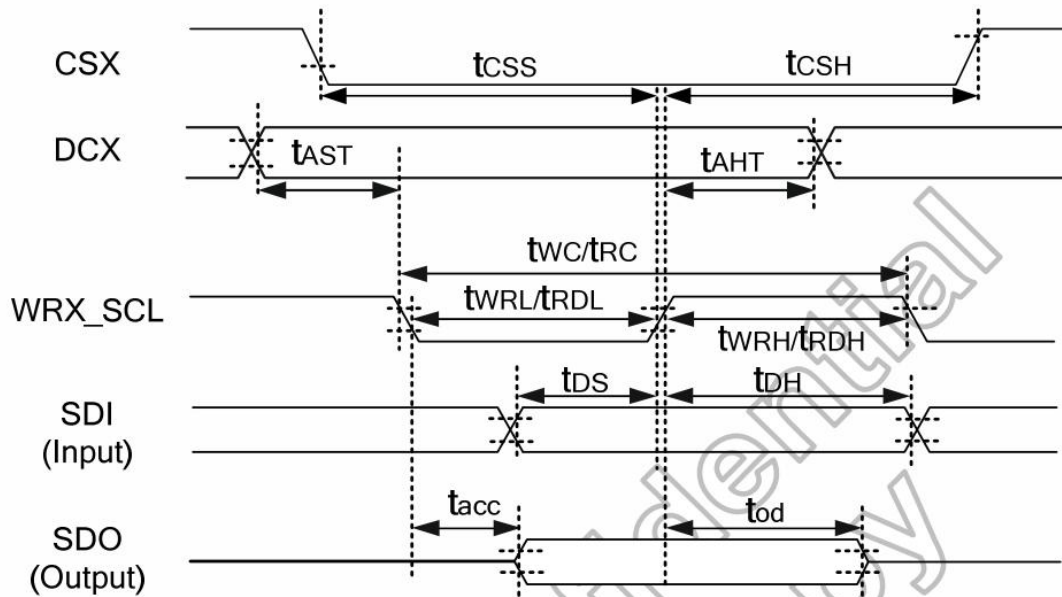 CSX
tCSS
tCSH
DCX
tAST
tAHT
tWC/tRC
WRX_SCL
tWRL/tRDL
tWRH/tRDH
tDS
tDH
SDI
(Input)
tacc
tod
SDO
(Output)